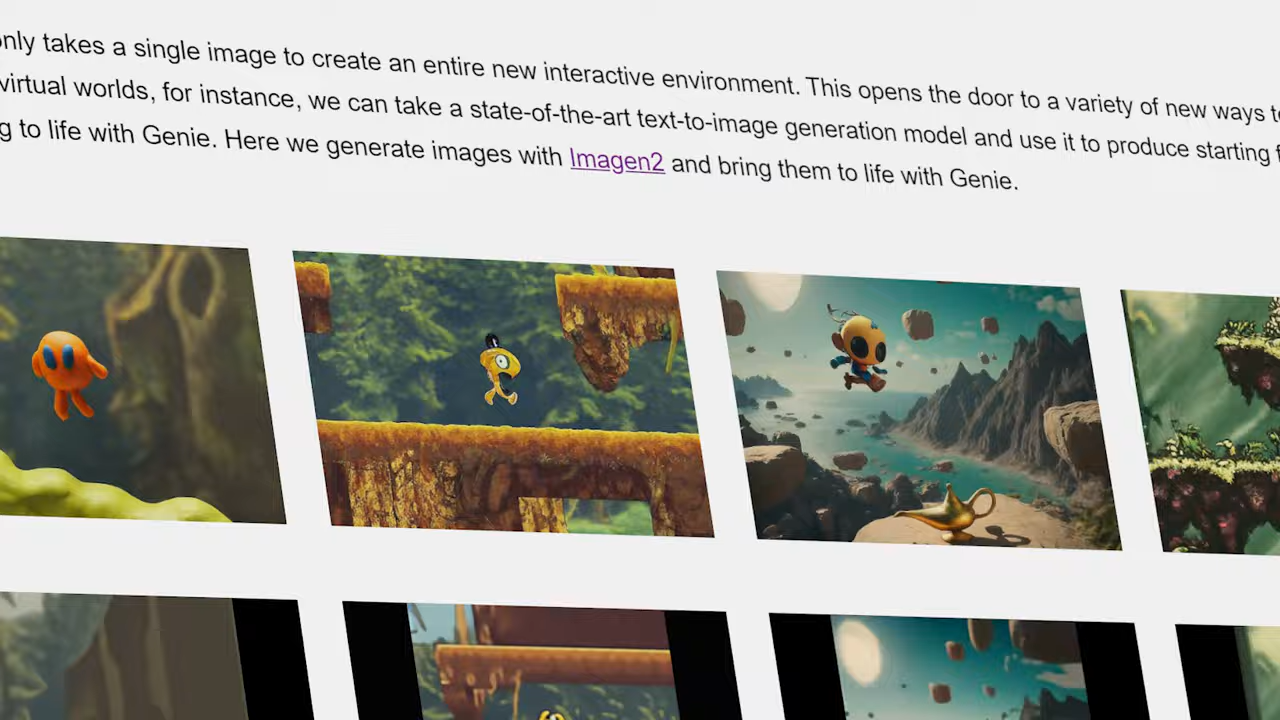 only takes a single image to create an entire new interactive environment. This opens the door to a variety of new ways
virtual worlds, for instance, we can take a state-of-the-art text-to-image generation model and use it to produce starting
to life with Genie. Here we generate images with Imagen2 and bring them to life with Genie.